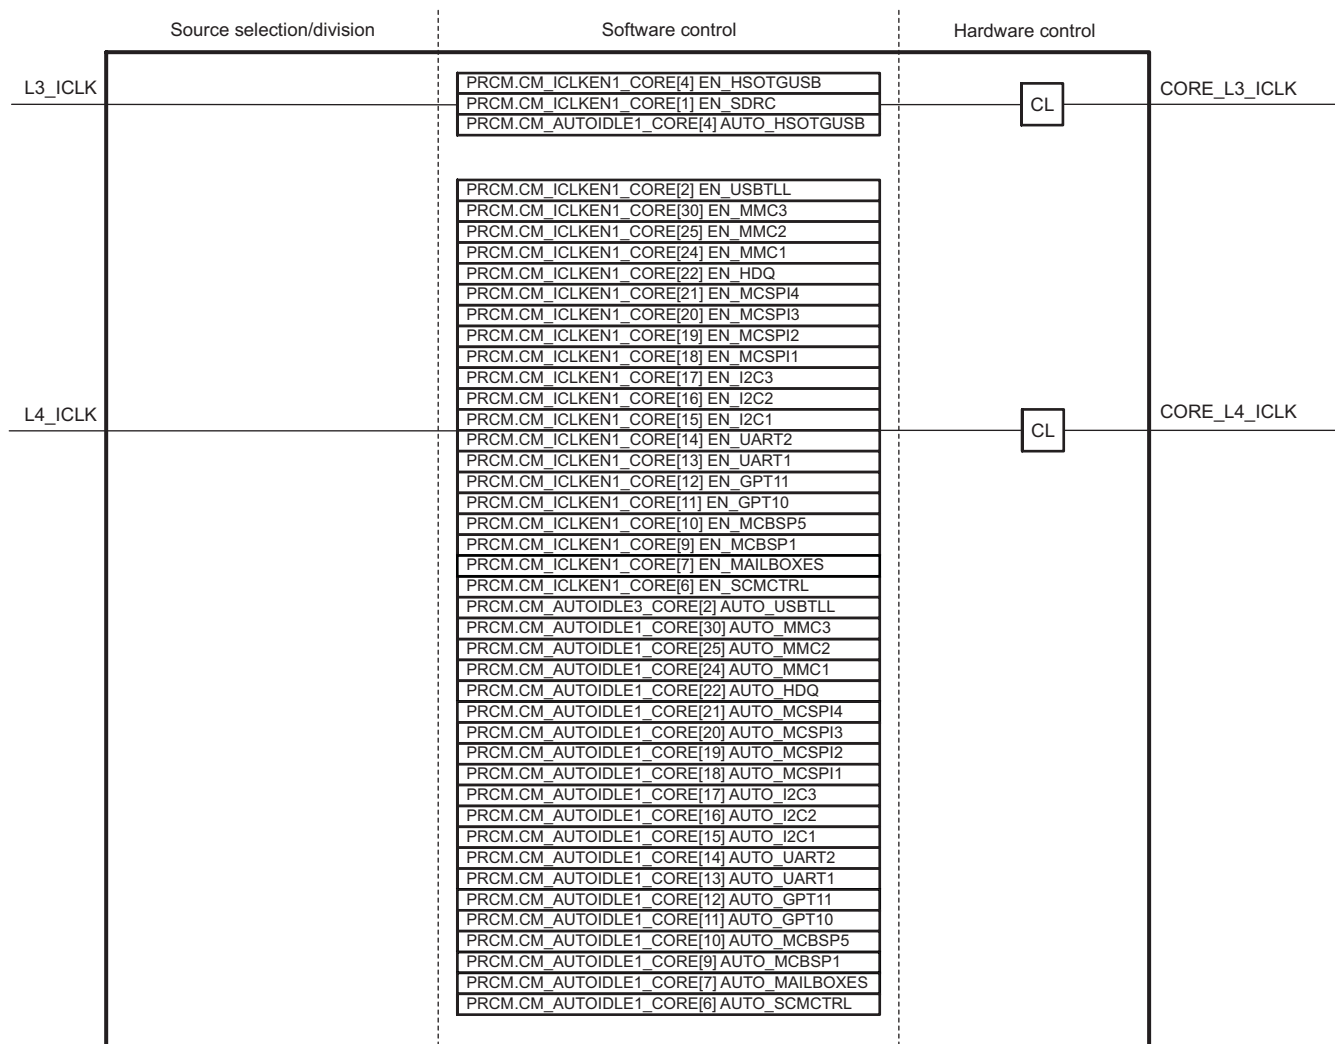 Source selection/division Software control Hardware control
L3_ICLK
PRCM.CM_ICLKEN1_CORE[4] EN_HSOTGUSB
PRCM.CM_ICLKEN1_CORE[1] EN_SDRC
PRCM.CM_AUTOIDLE1_CORE[4] AUTO_HSOTGUSB
CL
CORE_L3_ICLK
PRCM.CM_ICLKEN1_CORE[2] EN_USBTLL
PRCM.CM_ICLKEN1_CORE[30] EN_MMC3
PRCM.CM_ICLKEN1_CORE[25] EN_MMC2
PRCM.CM_ICLKEN1_CORE[24] EN_MMC1
PRCM.CM_ICLKEN1_CORE[22] EN_HDQ
PRCM.CM_ICLKEN1_CORE[21] EN_MCSPI4
PRCM.CM_ICLKEN1_CORE[20] EN_MCSPI3
PRCM.CM_ICLKEN1_CORE[19] EN_MCSPI2
PRCM.CM_ICLKEN1_CORE[18] EN_MCSPI1
PRCM.CM_ICLKEN1_CORE[17] EN_I2C3
PRCM.CM_ICLKEN1_CORE[16] EN_I2C2
PRCM.CM_ICLKEN1_CORE[15] EN_I2C1
PRCM.CM_ICLKEN1_CORE[14] EN_UART2
PRCM.CM_ICLKEN1_CORE[13] EN_UART1
PRCM.CM_ICLKEN1_CORE[12] EN_GPT11
PRCM.CM_ICLKEN1_CORE[11] EN_GPT10
PRCM.CM_ICLKEN1_CORE[10] EN_MCBSP5
PRCM.CM_ICLKEN1_CORE[9] EN_MCBSP1
PRCM.CM_ICLKEN1_CORE[7] EN_MAILBOXES
PRCM.CM_ICLKEN1_CORE[6] EN_SCMCTRL
PRCM.CM_AUTOIDLE3_CORE[2] AUTO_USBTLL
PRCM.CM_AUTOIDLE1_CORE[30] AUTO_MMC3
PRCM.CM_AUTOIDLE1_CORE[25] AUTO_MMC2
PRCM.CM_AUTOIDLE1_CORE[24] AUTO_MMC1
PRCM.CM_AUTOIDLE1_CORE[22] AUTO_HDQ
PRCM.CM_AUTOIDLE1_CORE[21] AUTO_MCSPI4
PRCM.CM_AUTOIDLE1_CORE[20] AUTO_MCSPI3
PRCM.CM_AUTOIDLE1_CORE[19] AUTO_MCSPI2
PRCM.CM_AUTOIDLE1_CORE[18] AUTO_MCSPI1
PRCM.CM_AUTOIDLE1_CORE[17] AUTO_I2C3
PRCM.CM_AUTOIDLE1_CORE[16] AUTO_I2C2
PRCM.CM_AUTOIDLE1_CORE[15] AUTO_I2C1
PRCM.CM_AUTOIDLE1_CORE[14] AUTO_UART2
PRCM.CM_AUTOIDLE1_CORE[13] AUTO_UART1
PRCM.CM_AUTOIDLE1_CORE[12] AUTO_GPT11
PRCM.CM_AUTOIDLE1_CORE[11] AUTO_GPT10
PRCM.CM_AUTOIDLE1_CORE[10] AUTO_MCBSP5
PRCM.CM_AUTOIDLE1_CORE[9] AUTO_MCBSP1
PRCM.CM_AUTOIDLE1_CORE[7] AUTO_MAILBOXES
PRCM.CM_AUTOIDLE1_CORE[6] AUTO_SCMCTRL
L4_ICLK
CL
CORE_L4_ICLK